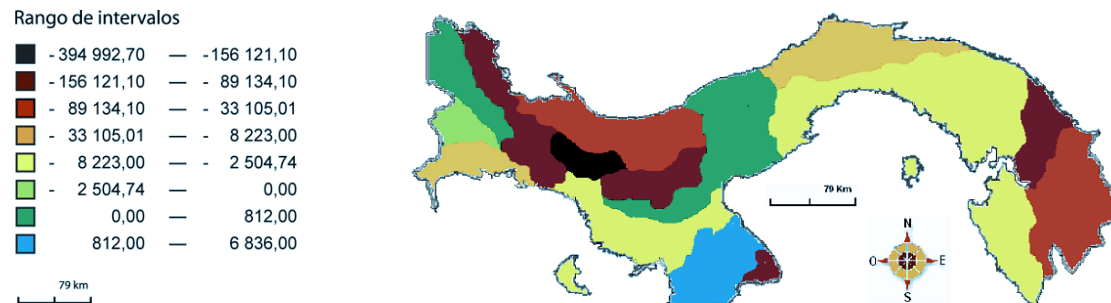 Rango de intervalos
- 394 992,70 — - 156 121,10
- 156 121,10 — - 89 134,10
- 89 134,10 — - 33 105,01
- 33 105,01 — - 8 223,00
- 8 223,00 — - 2 504,74
- 2 504,74 — 0,00
0,00 — 812,00
812,00 — 6 836,00
79 Km
79 Km
N
O E
S